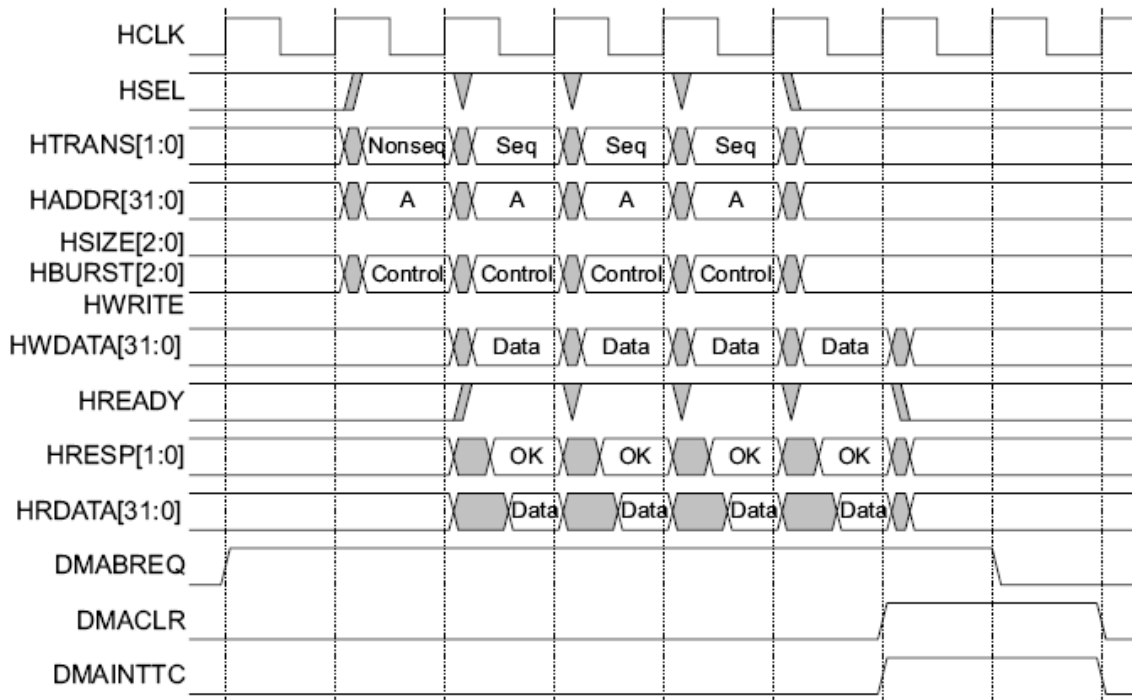 HCLK
HSEL
HTRANS[1:0] Nonseq Seq Seq Seq
HADDR[31:0] A A A A
HSIZE[2:0]
HBURST[2:0] Control Control Control Control
HWRITE
HWDATA[31:0] Data Data Data Data
HREADY
HRESP[1:0] OK OK OK OK
HRDATA[31:0] Data Data Data Data
DMABREQ
DMACLR
DMAINTTC